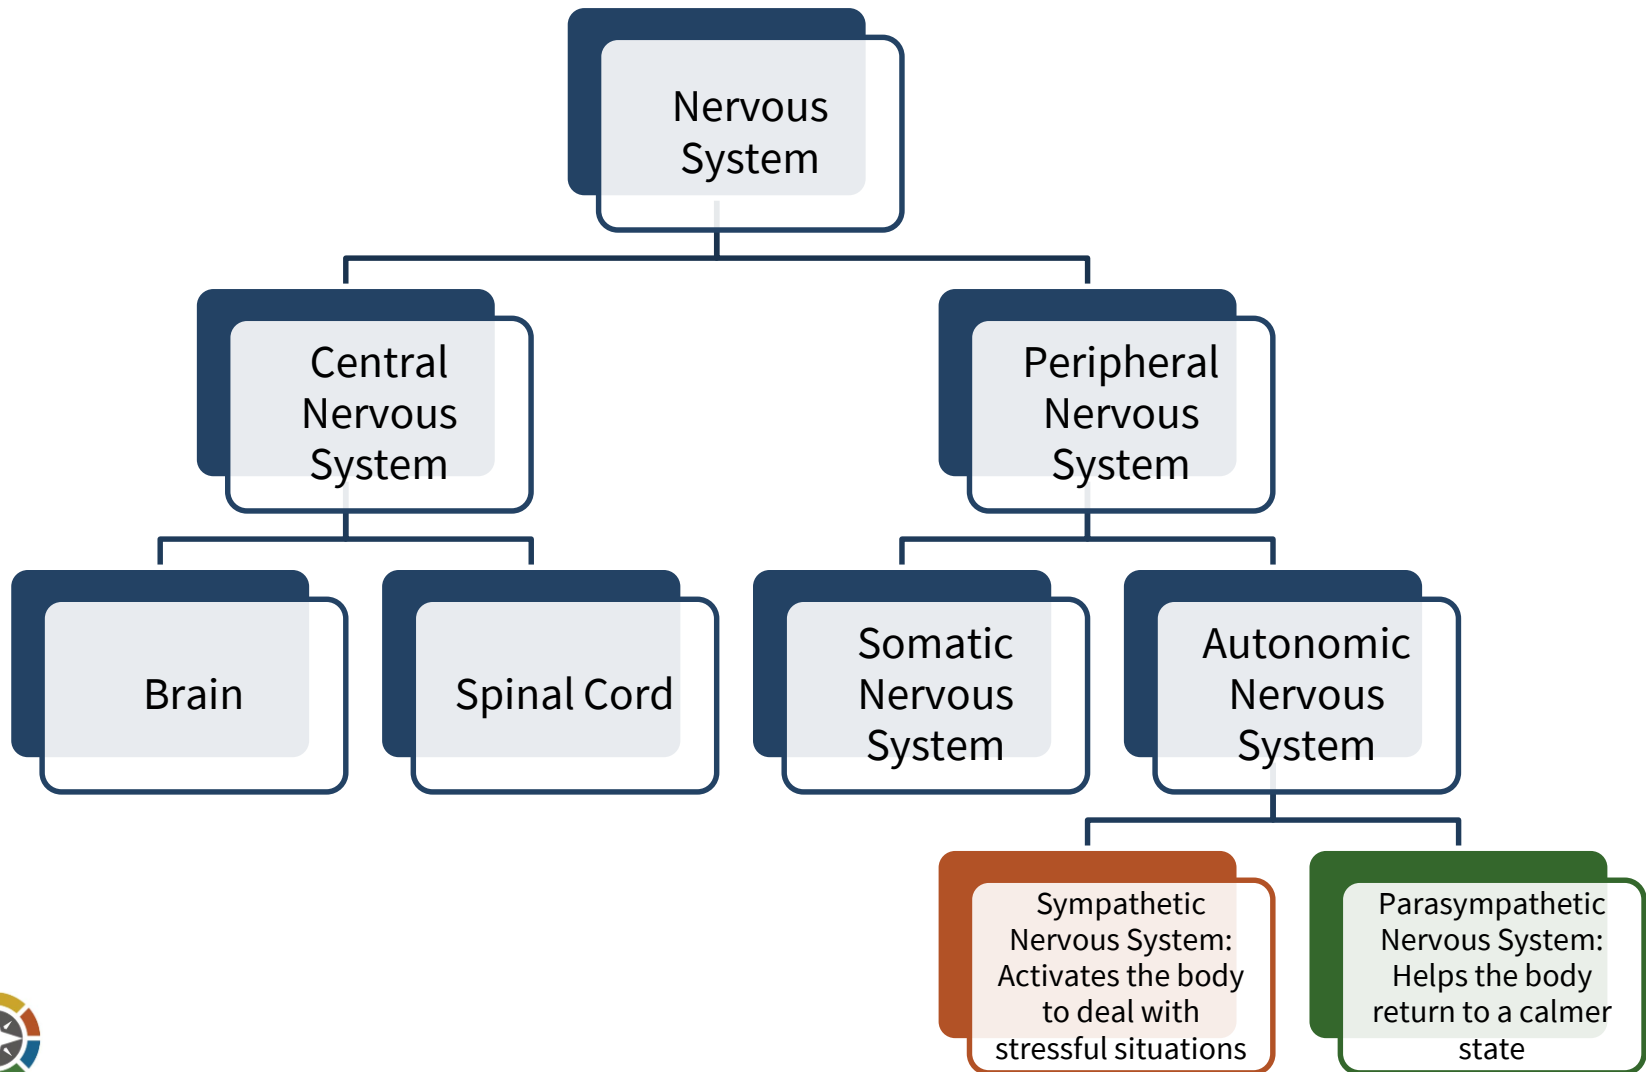 Nervous
System
Central
Nervous
System
Peripheral
Nervous
System
Brain
Spinal Cord
Somatic
Nervous
System
Autonomic
Nervous
System
Sympathetic
Nervous System:
Activates the body
to deal with
stressful situations
Parasympathetic
Nervous System:
Helps the body
return to a calmer
state